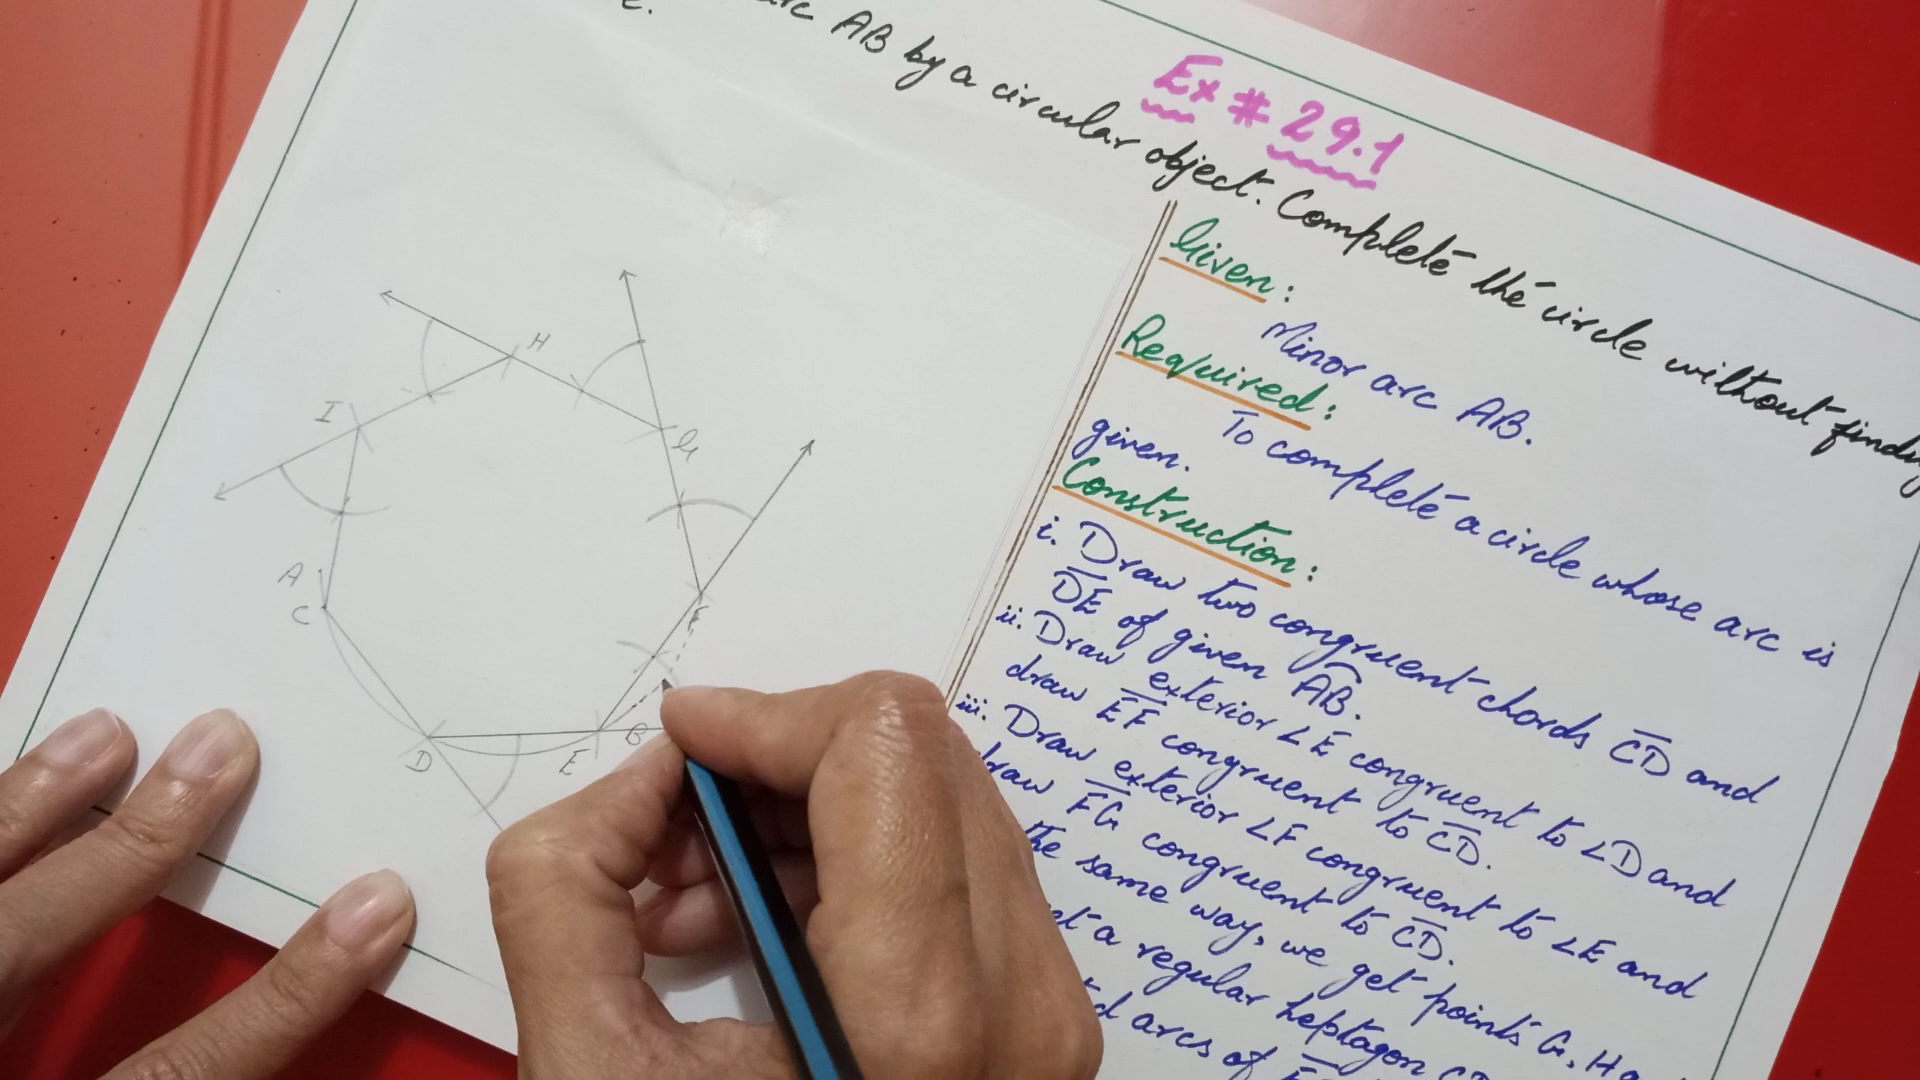 arc AB by a circular object. Complete the circle without findi
e.
Ex # 29.1
Given:
Minor arc AB.
Required:
To complete a circle whose arc is
given.
Construction:
i. Draw two congruent chords CD and
DE of given AB.
ii. Draw exterior ∠E congruent to ∠D and
draw EF congruent to CD.
iii. Draw exterior ∠F congruent to ∠E and
draw FG congruent to CD.
the same way, we get points G, H
a regular heptagon
arcs of
H
I
G
A
C
F
B
D
E